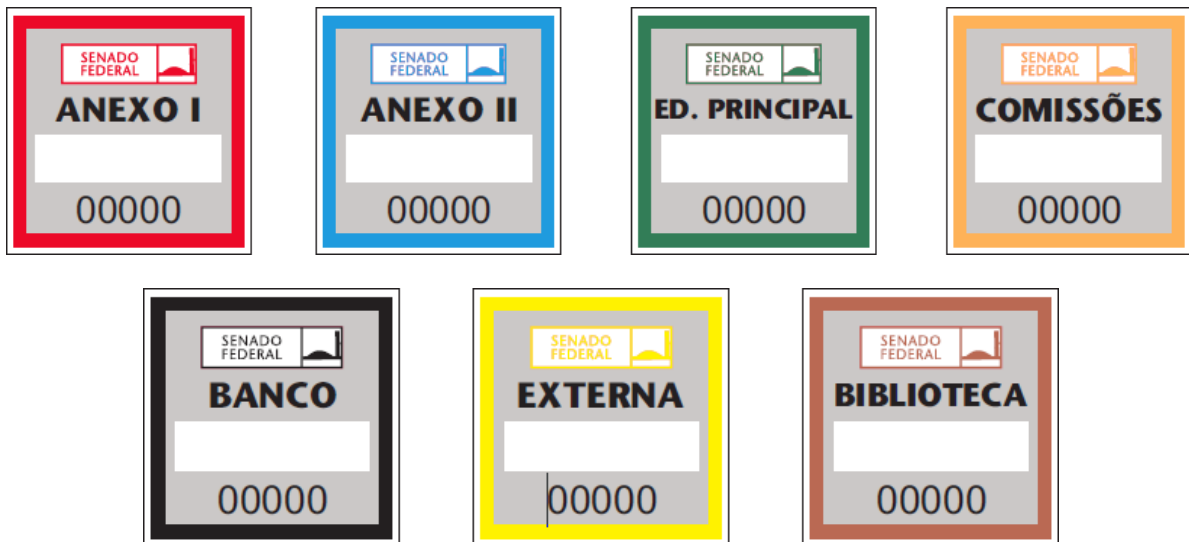 SENADO
FEDERAL
ANEXO I
00000
SENADO
FEDERAL
ANEXO II
00000
SENADO
FEDERAL
ED. PRINCIPAL
00000
SENADO
FEDERAL
COMISSÕES
00000
SENADO
FEDERAL
BANCO
00000
SENADO
FEDERAL
EXTERNA
00000
SENADO
FEDERAL
BIBLIOTECA
00000